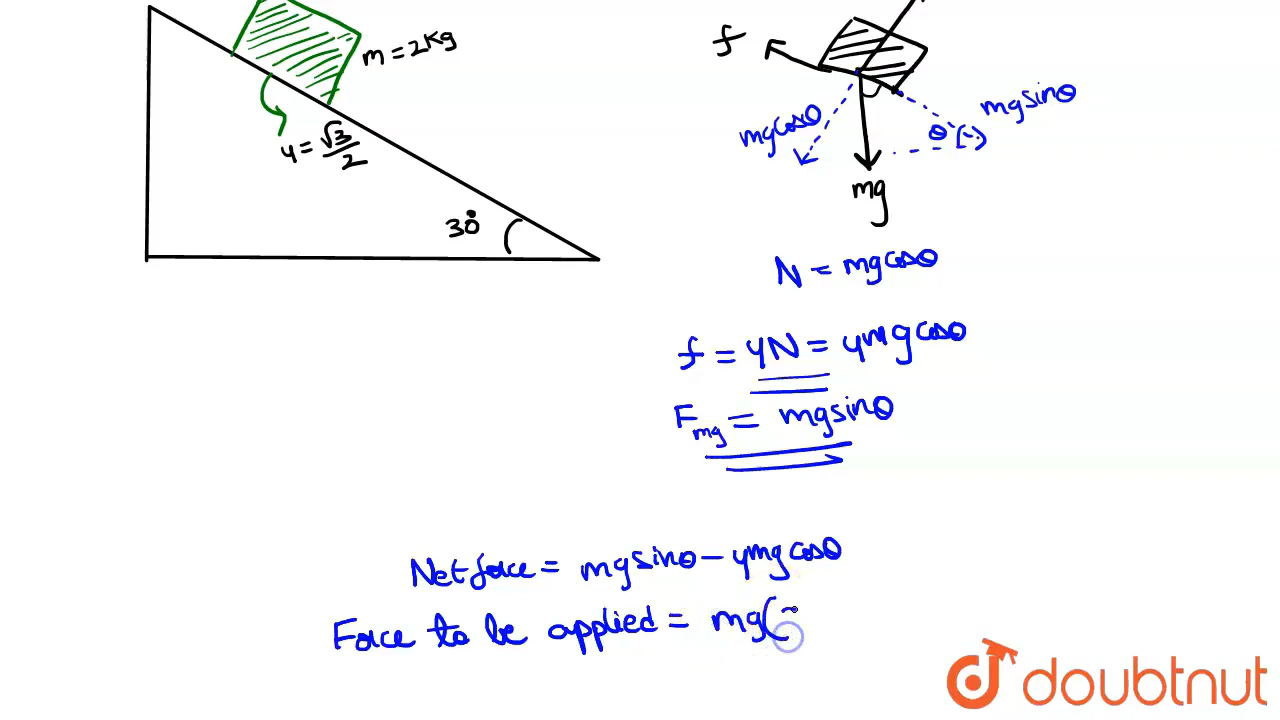 m = 2kg
μ = √3/2
30°
f
mgcosθ
mgsinθ
θ
mg
N = mgcosθ
f = μN = μmgcosθ
Fmg = mgsinθ
Net force = mgsinθ - μmgcosθ
Force to be applied = mg(
doubtnut